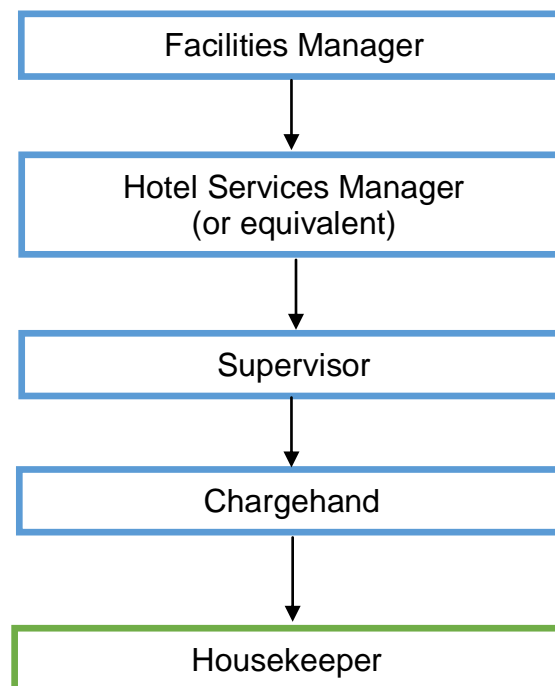 Facilities Manager
Hotel Services Manager
(or equivalent)
Supervisor
Chargehand
Housekeeper